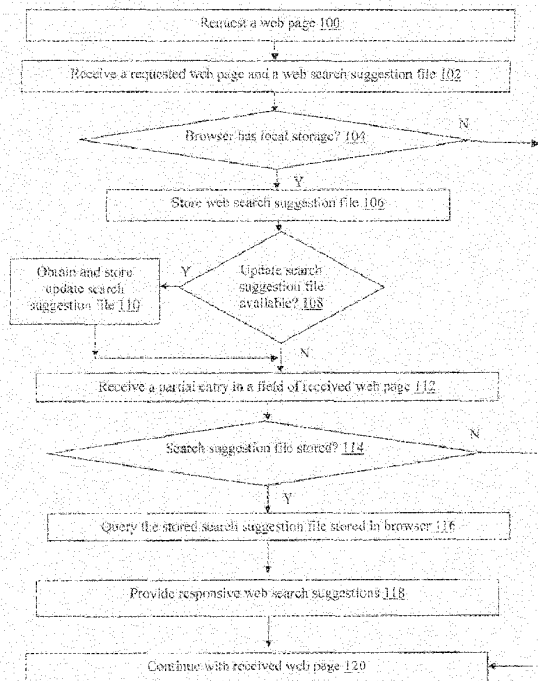 Request a web page 100
Receive a requested web page and a web search suggestion file 102
Browser has local storage? 104
N
Y
Store web search suggestion file 106
Obtain and store
update search
suggestion file 110
Y
Update search
suggestion file
available? 108
N
Receive a partial entry in a field of received web page 112
Search suggestion file stored? 114
N
Y
Query the stored search suggestion file stored in browser 116
Provide responsive web search suggestions 118
Continue with received web page 120